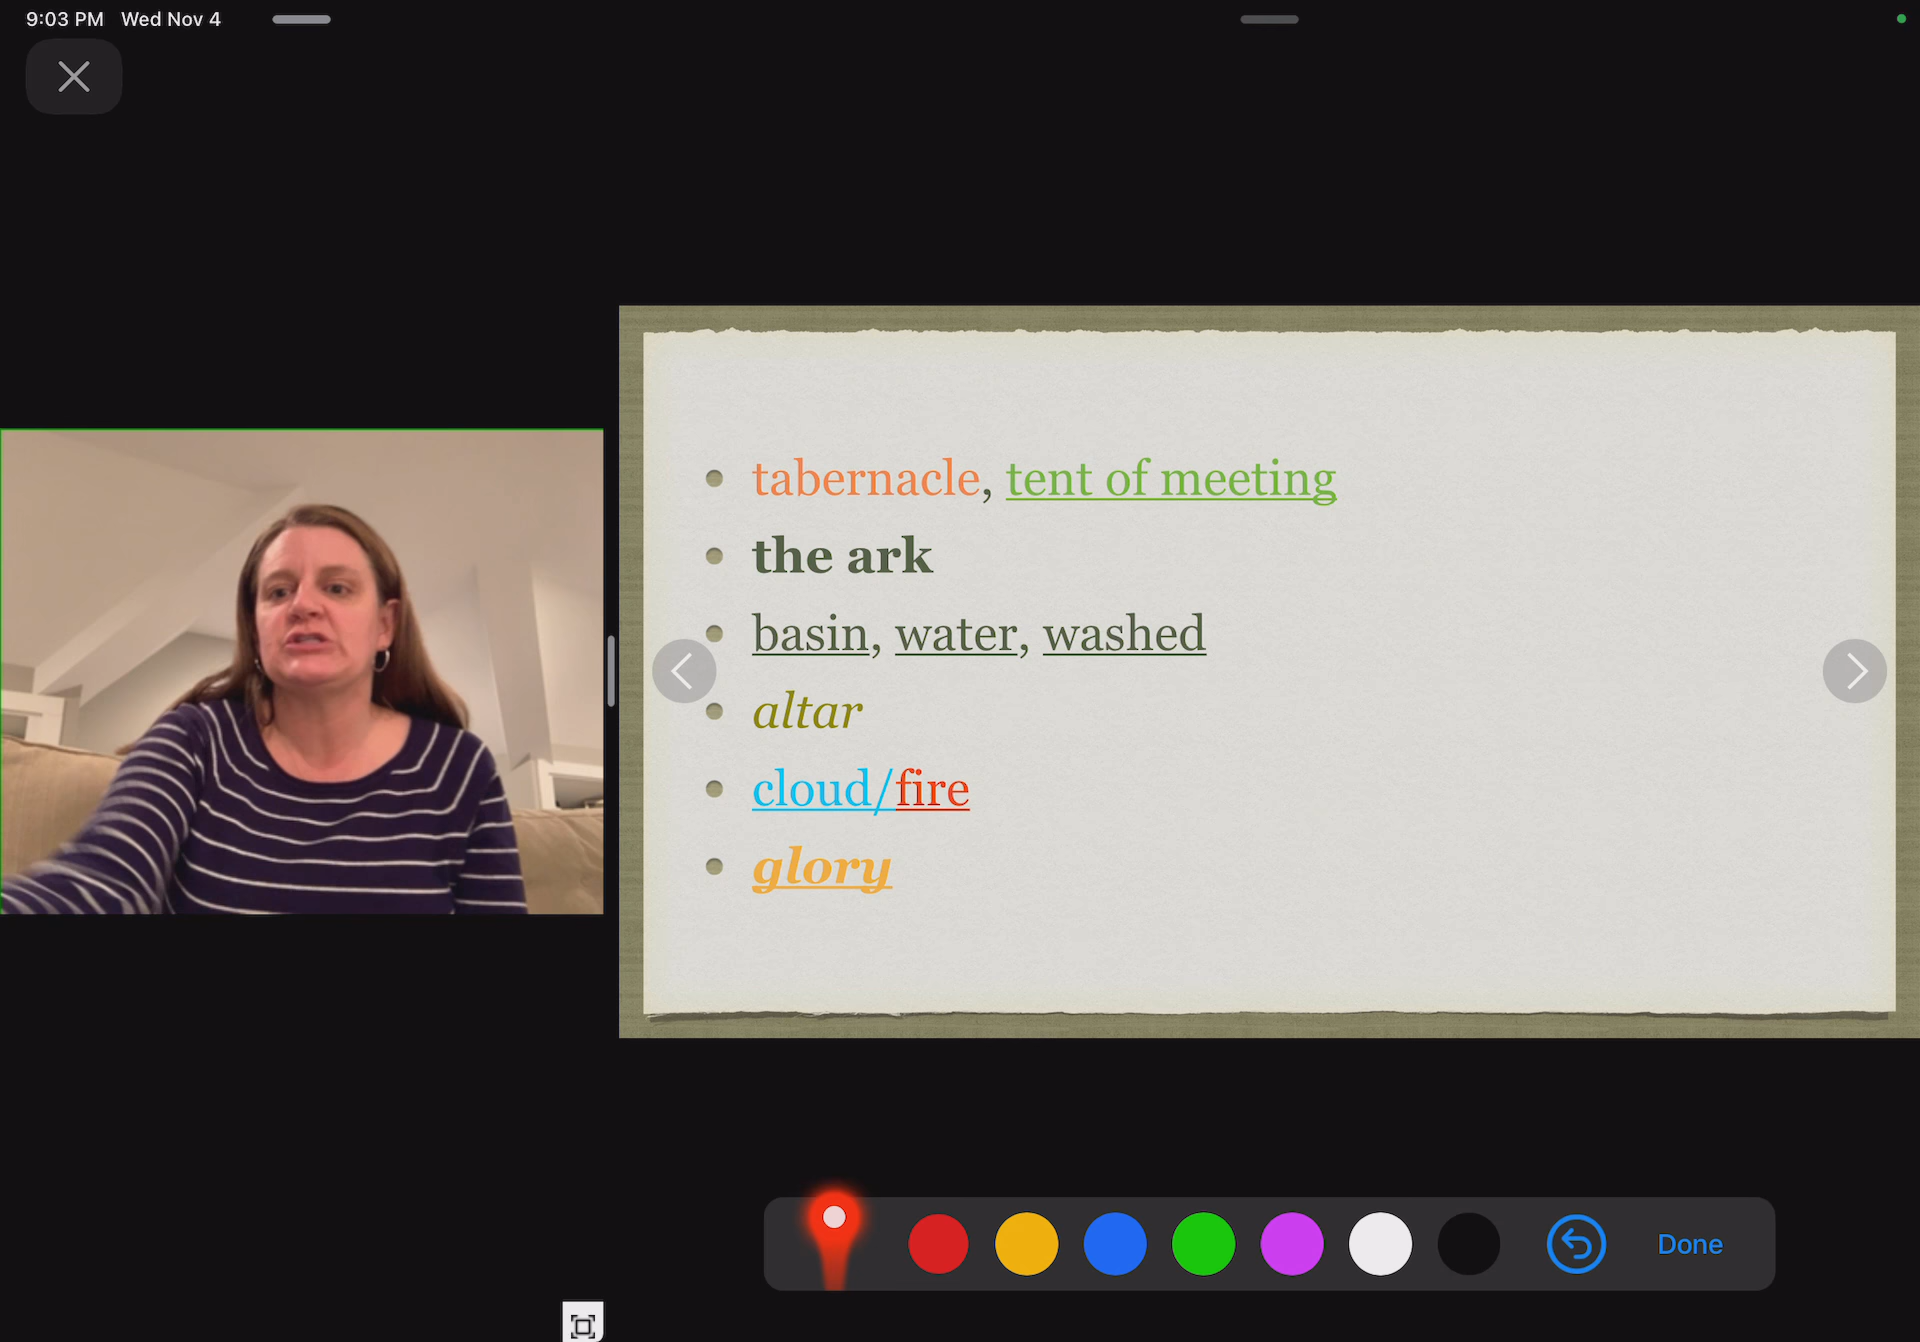 9:03 PM Wed Nov 4
tabernacle, tent of meeting
the ark
basin, water, washed
altar
cloud/fire
glory
Done